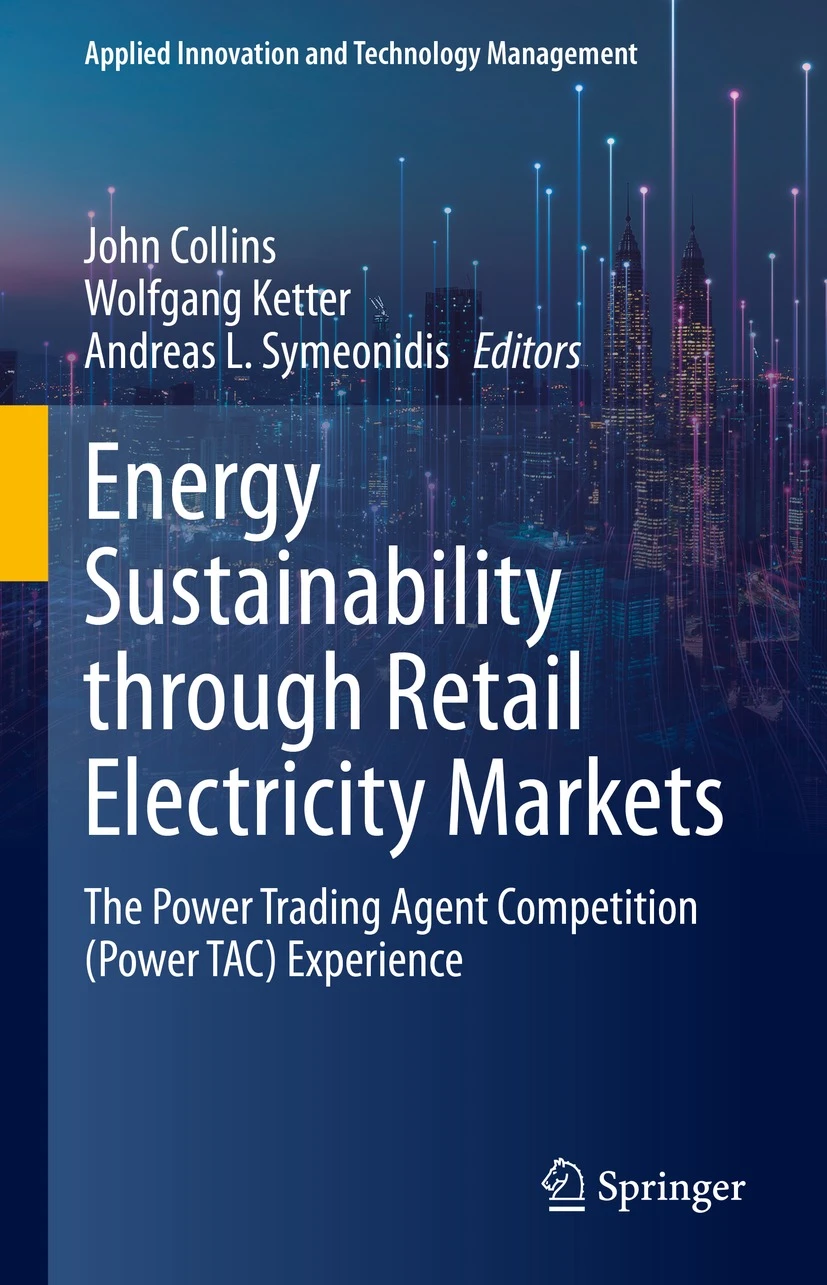 Applied Innovation and Technology Management
John Collins
Wolfgang Ketter
Andreas L. Symeonidis Editors
Energy
Sustainability
through Retail
Electricity Markets
The Power Trading Agent Competition
(Power TAC) Experience
Springer